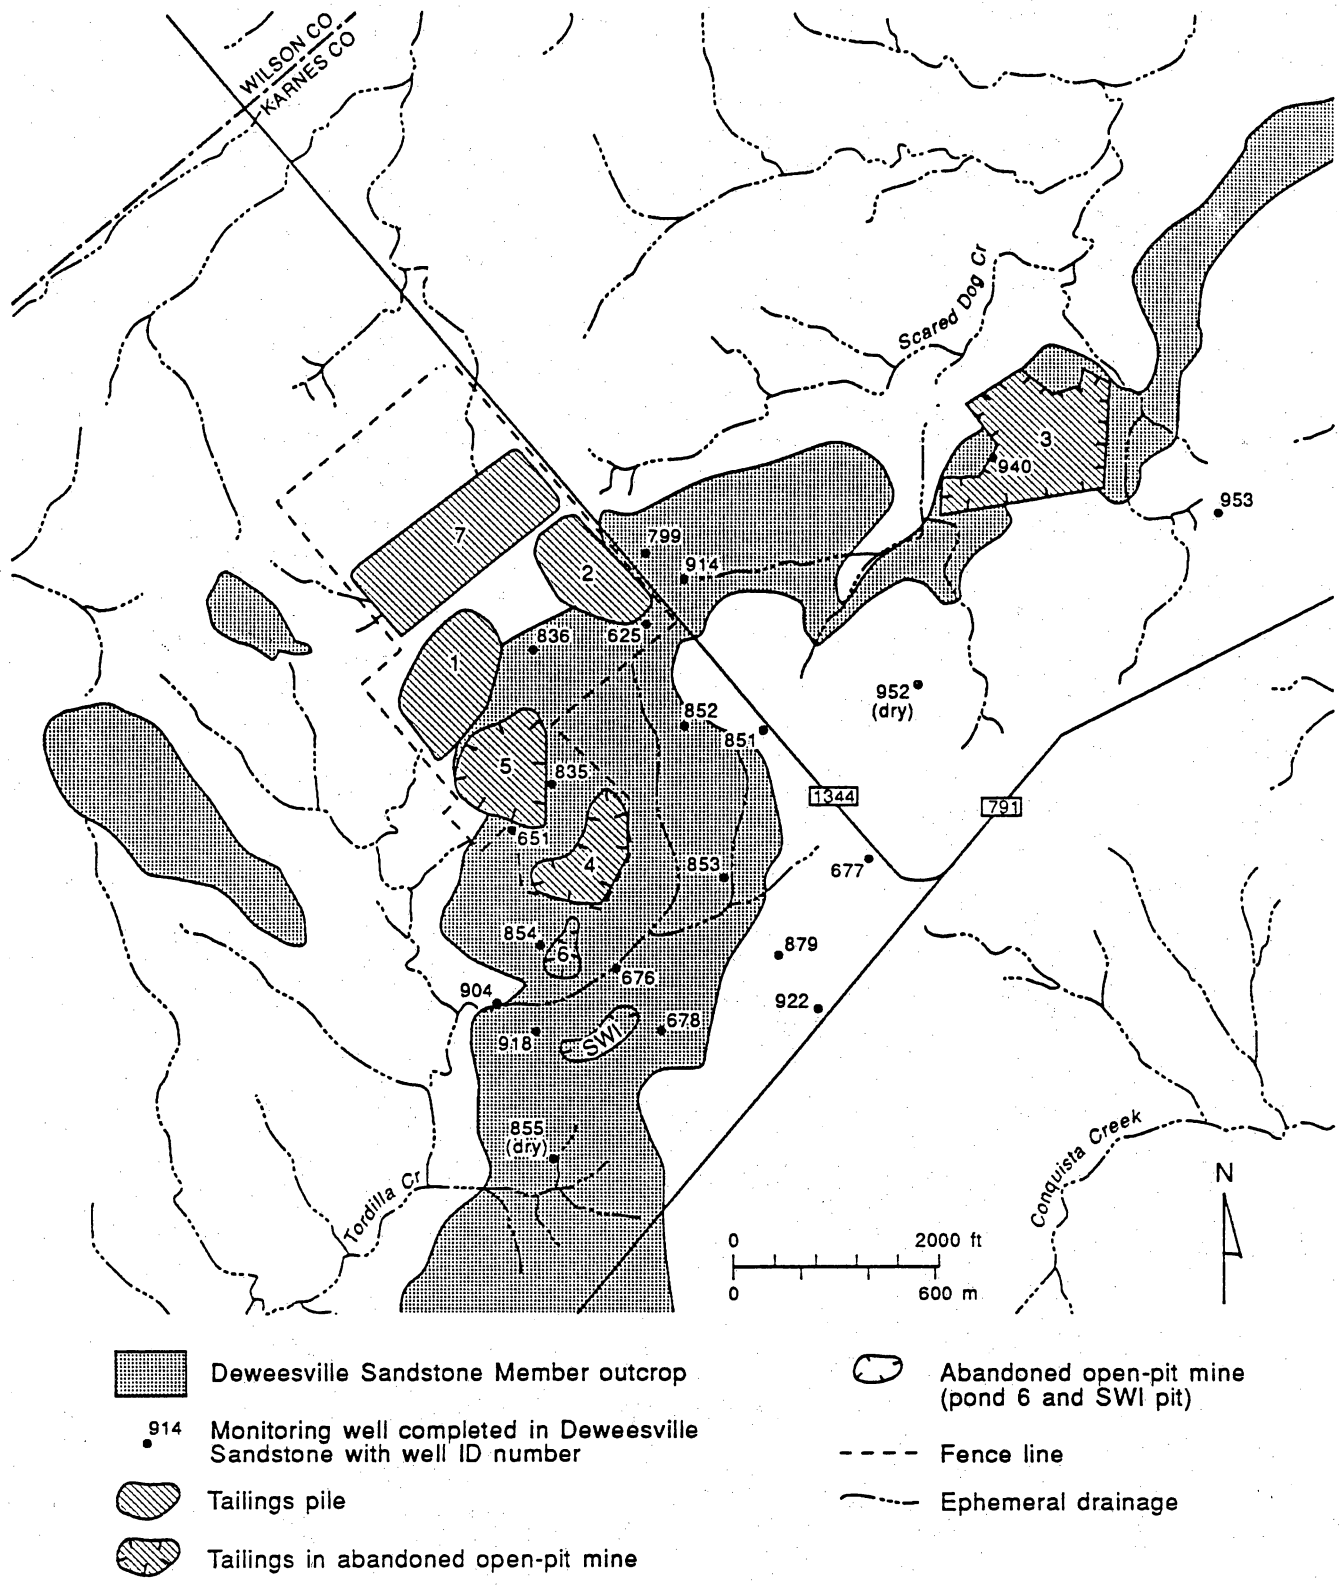 WILSON CO
KARNES CO
Scared Dog Cr
3
940
953
7
799
2
914
836
625
1
952
(dry)
852
851
5
835
1344
791
651
4
853
677
854
6
879
676
904
922
678
918
SWI
855
(dry)
Conquista Creek
Tordilla Cr
N
0 2000 ft
0 600 m
Deweesville Sandstone Member outcrop
914
Monitoring well completed in Deweesville
Sandstone with well ID number
Tailings pile
Tailings in abandoned open-pit mine
Abandoned open-pit mine
(pond 6 and SWI pit)
Fence line
Ephemeral drainage